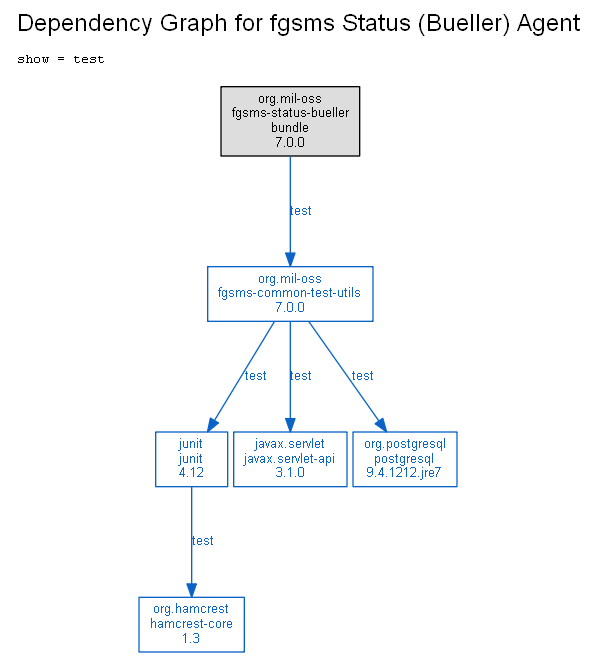 Dependency Graph for fgsms Status (Bueller) Agent
show = test
org.mil-oss
fgsms-status-bueller
bundle
7.0.0
test
org.mil-oss
fgsms-common-test-utils
7.0.0
test
test
test
junit
junit
4.12
javax.servlet
javax.servlet-api
3.1.0
org.postgresql
postgresql
9.4.1212.jre7
test
org.hamcrest
hamcrest-core
1.3